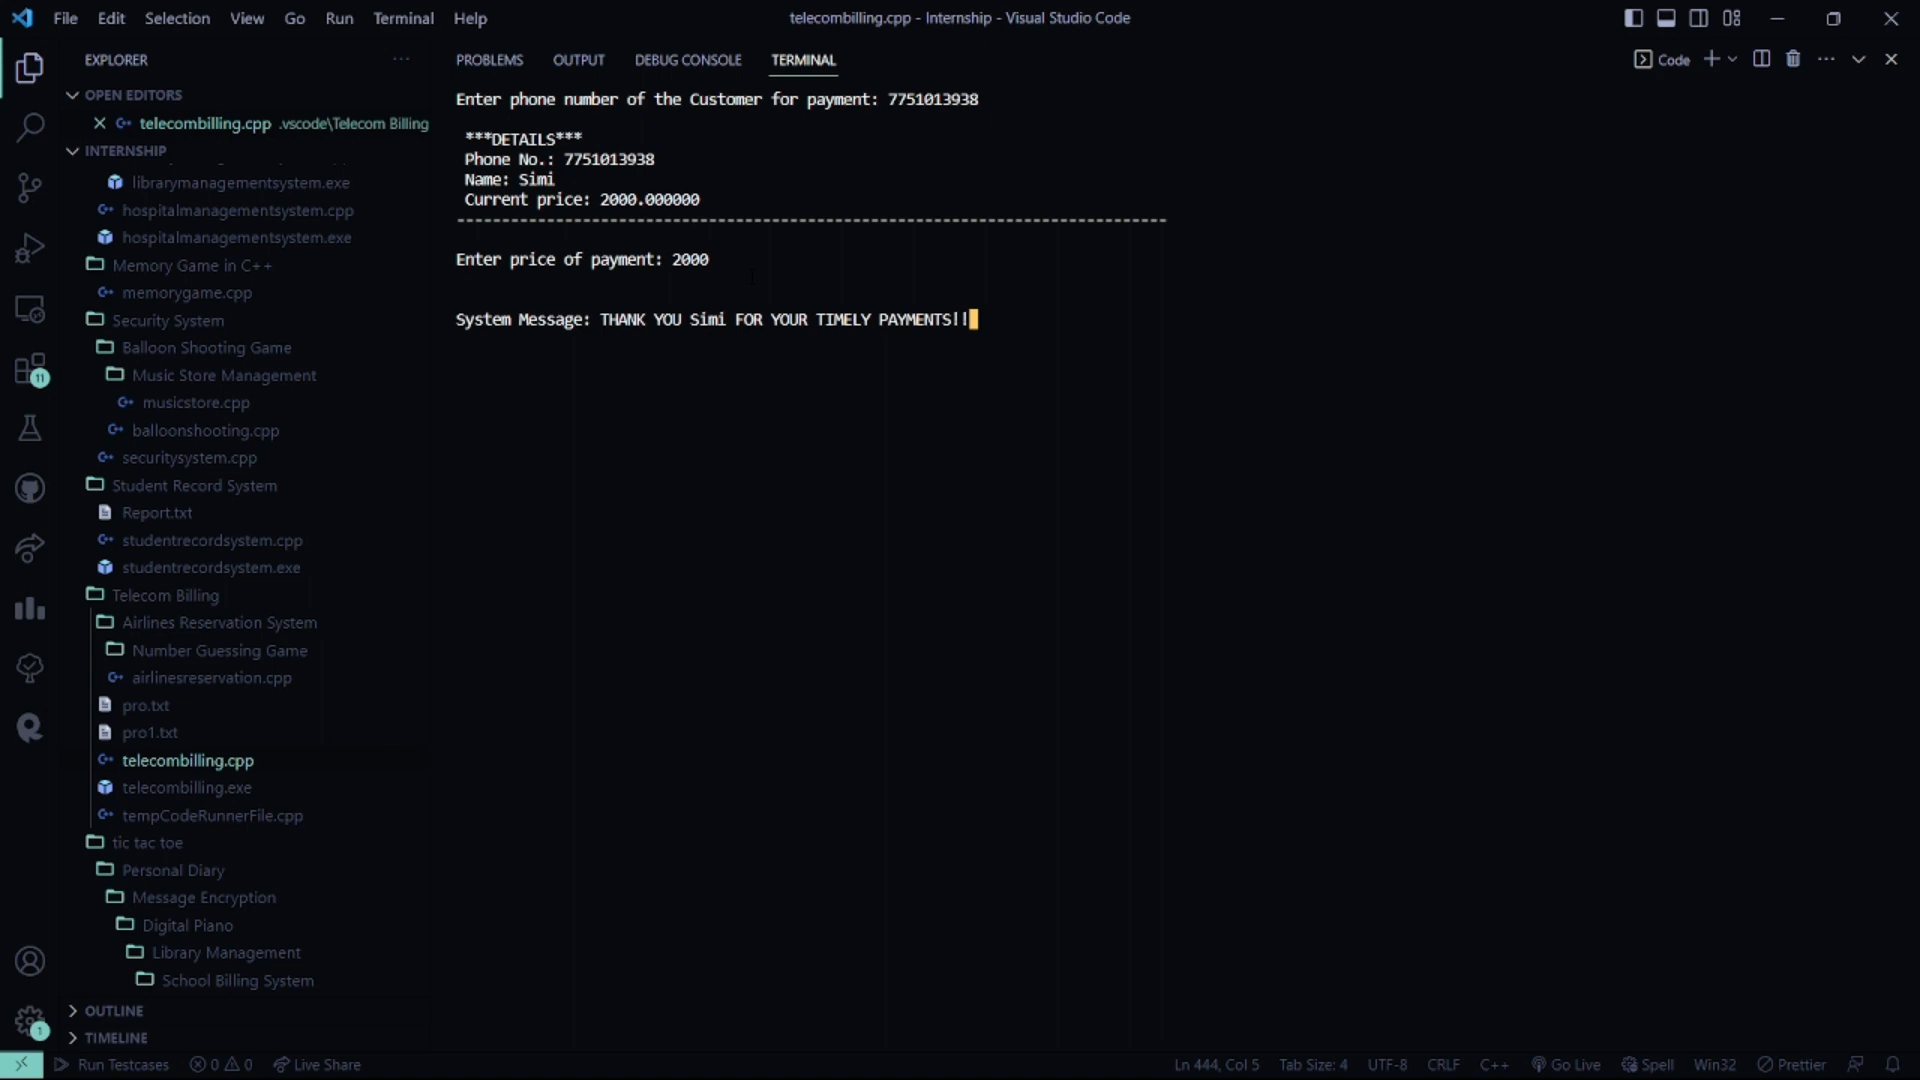 File Edit Selection View Go Run Terminal Help
telecombilling.cpp - Internship - Visual Studio Code
EXPLORER
OPEN EDITORS
telecombilling.cpp .vscode\Telecom Billing
INTERNSHIP
librarymanagementsystem.exe
hospitalmanagementsystem.cpp
hospitalmanagementsystem.exe
Memory Game in C++
memorygame.cpp
Security System
Balloon Shooting Game
Music Store Management
musicstore.cpp
balloonshooting.cpp
securitysystem.cpp
Student Record System
Report.txt
studentrecordsystem.cpp
studentrecordsystem.exe
Telecom Billing
Airlines Reservation System
Number Guessing Game
airlinesreservation.cpp
pro.txt
pro1.txt
telecombilling.cpp
telecombilling.exe
tempCodeRunnerFile.cpp
tic tac toe
Personal Diary
Message Encryption
Digital Piano
Library Management
School Billing System
OUTLINE
TIMELINE
11
1
PROBLEMS OUTPUT DEBUG CONSOLE TERMINAL
Code
Enter phone number of the Customer for payment: 7751013938
***DETAILS***
Phone No.: 7751013938
Name: Simi
Current price: 2000.000000
-------------------------------------------------------------------------------
Enter price of payment: 2000
System Message: THANK YOU Simi FOR YOUR TIMELY PAYMENTS!!
Run Testcases 0 0 Live Share
Ln 444, Col 5 Tab Size: 4 UTF-8 CRLF C++ Go Live Spell Win32 Prettier